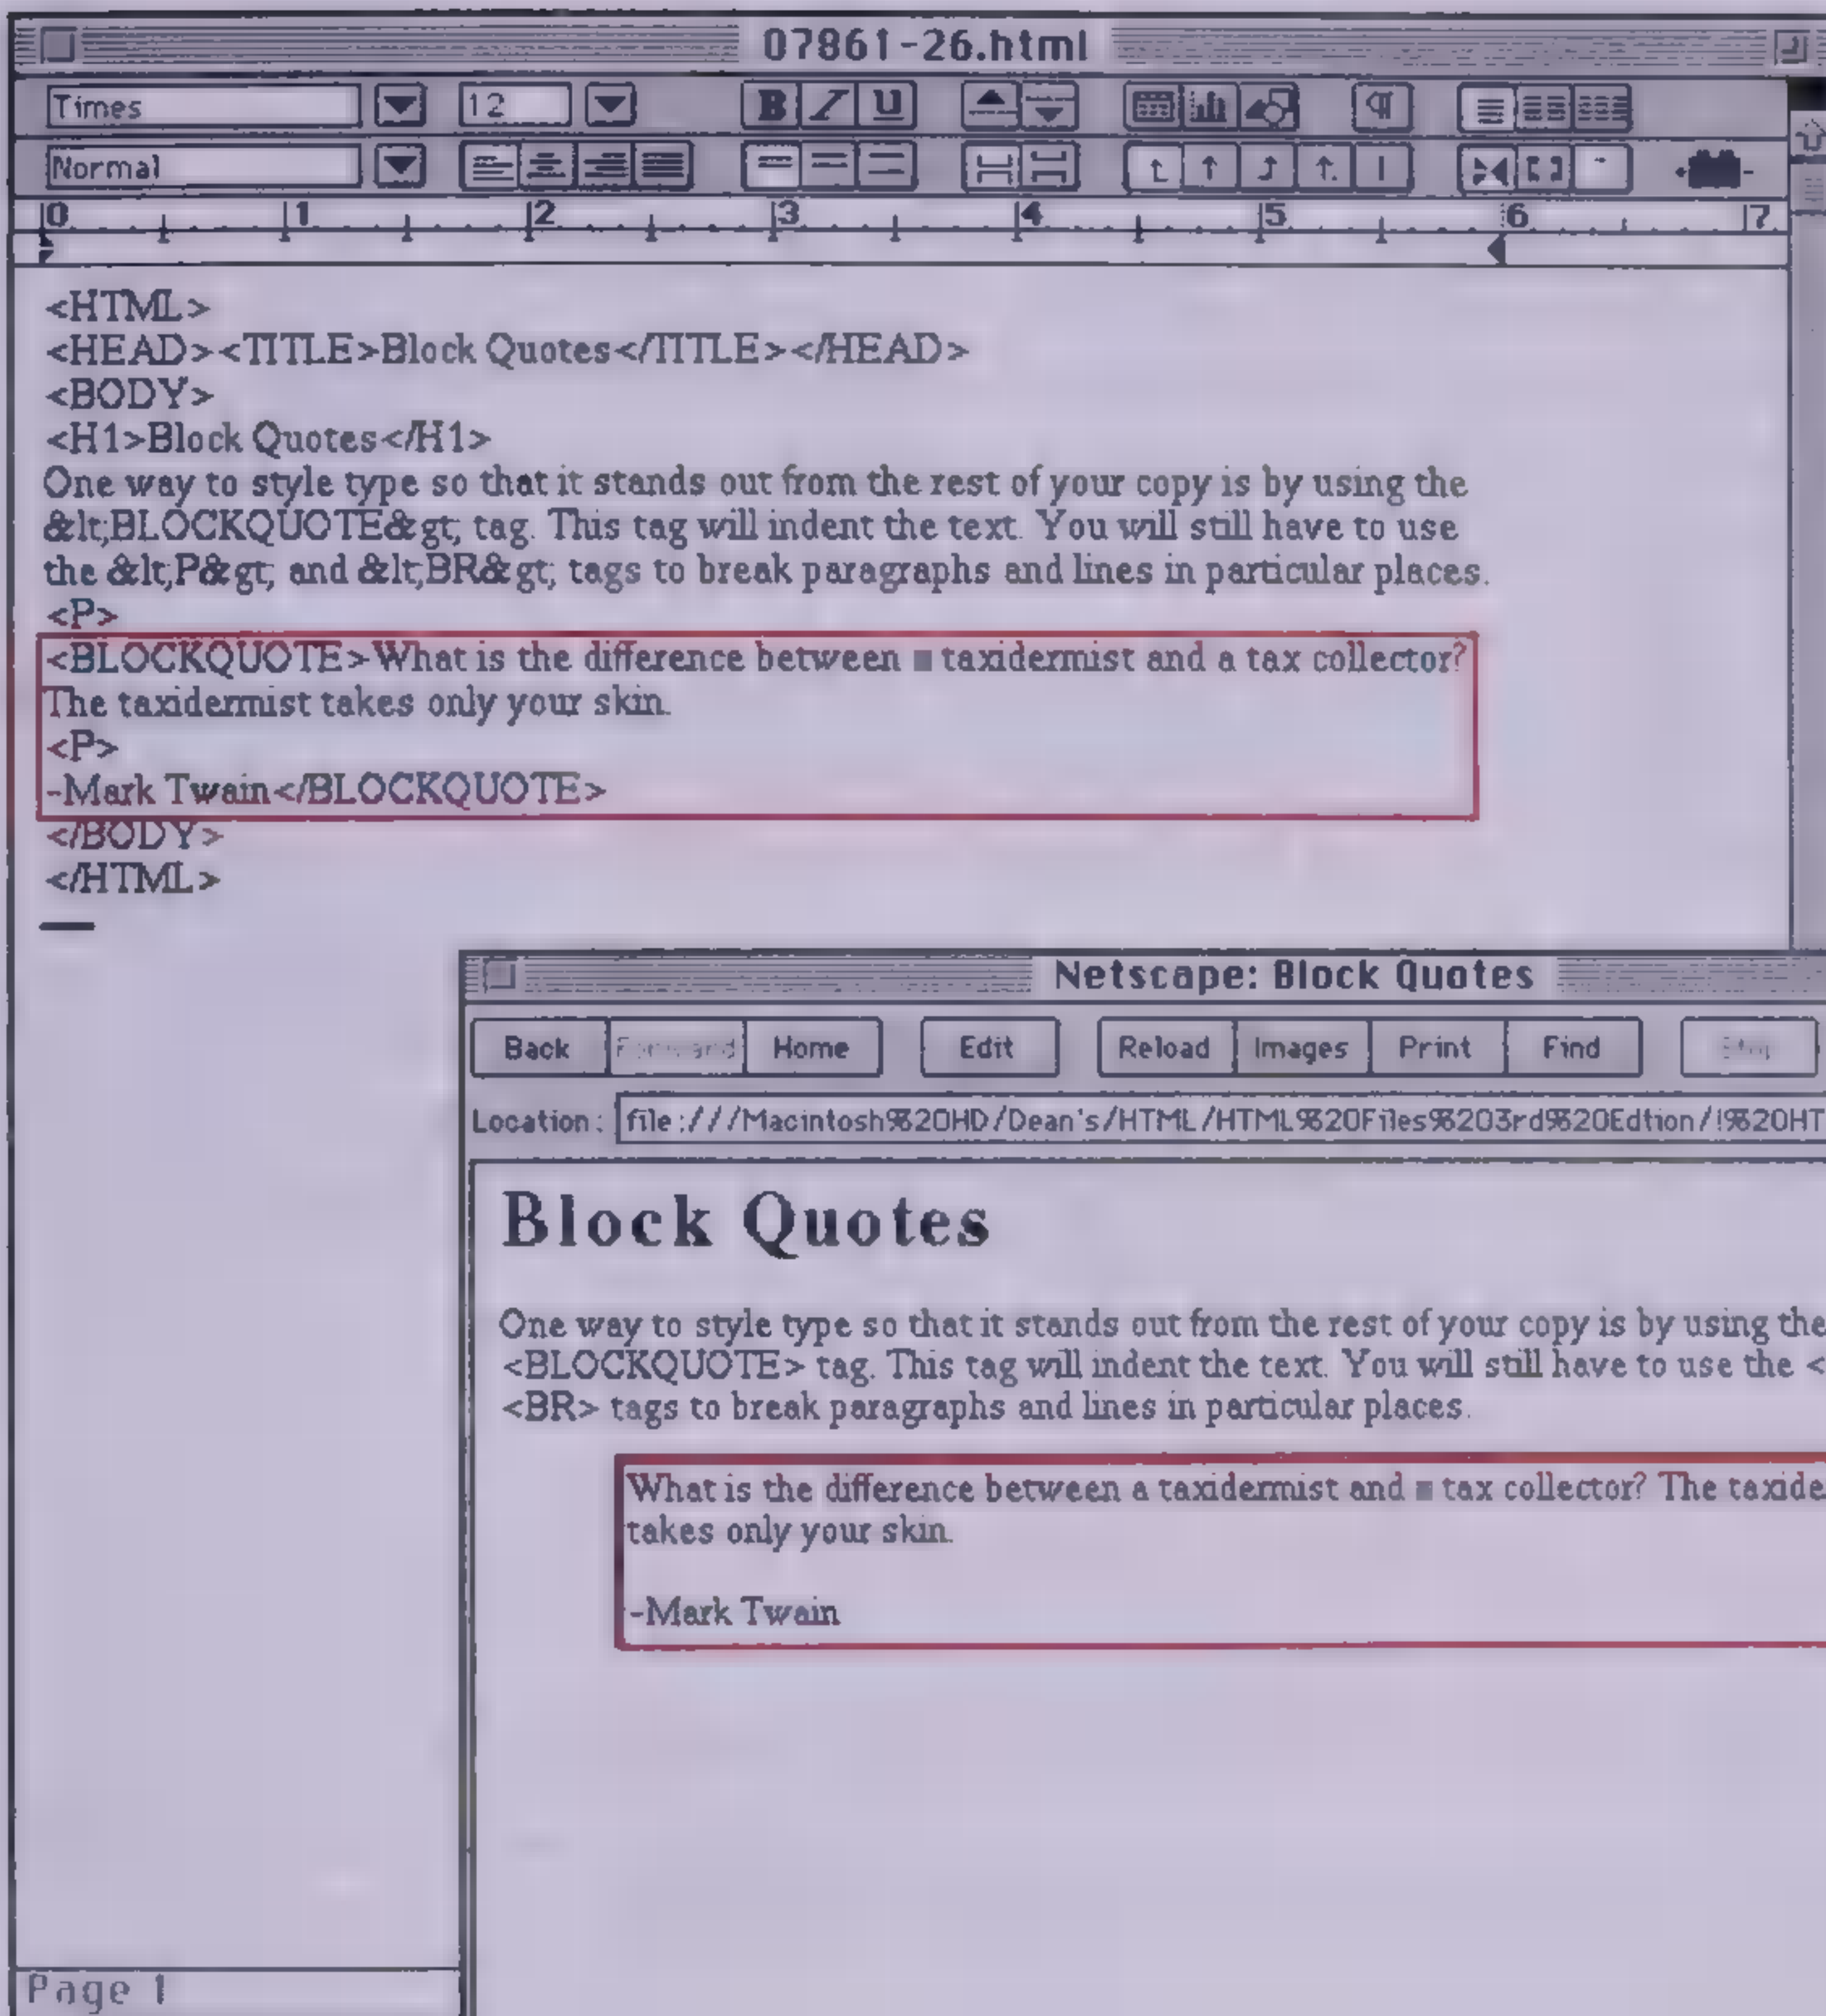 07861-26.html
Times 12 B I U ¶
Normal
0 1 2 3 4 5 6 7
<HTML>
<HEAD><TITLE>Block Quotes</TITLE></HEAD>
<BODY>
<H1>Block Quotes</H1>
One way to style type so that it stands out from the rest of your copy is by using the
&lt;BLOCKQUOTE&gt; tag. This tag will indent the text. You will still have to use
the &lt;P&gt; and &lt;BR&gt; tags to break paragraphs and lines in particular places.
<P>
<BLOCKQUOTE>What is the difference between taxidermist and a tax collector?
The taxidermist takes only your skin.
<P>
-Mark Twain</BLOCKQUOTE>
</BODY>
</HTML>
Netscape: Block Quotes
Back Forward Home Edit Reload Images Print Find
Location: file:///Macintosh%20HD/Dean's/HTML/HTML%20Files%203rd%20Edtion/!%20HT
Block Quotes
One way to style type so that it stands out from the rest of your copy is by using the
<BLOCKQUOTE> tag. This tag will indent the text. You will still have to use the <
<BR> tags to break paragraphs and lines in particular places.
What is the difference between a taxidermist and tax collector? The taxide
takes only your skin.
-Mark Twain
Page 1